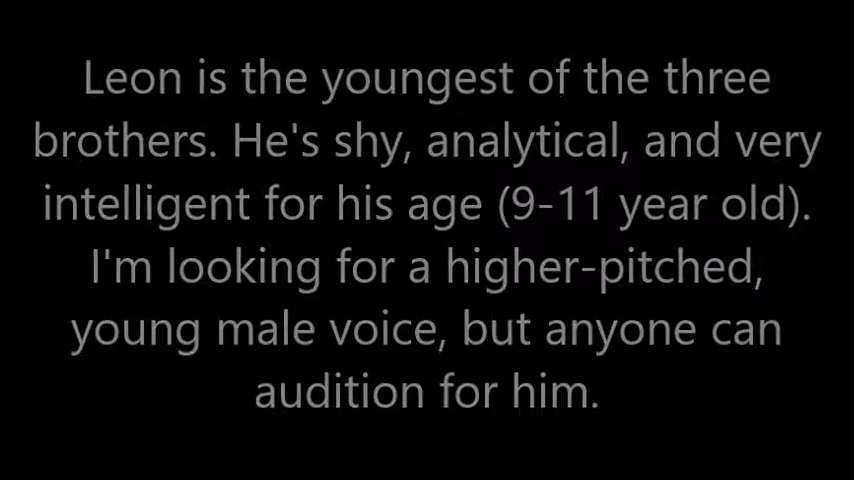 Leon is the youngest of the three
brothers. He's shy, analytical, and very
intelligent for his age (9-11 year old).
I'm looking for a higher-pitched,
young male voice, but anyone can
audition for him.